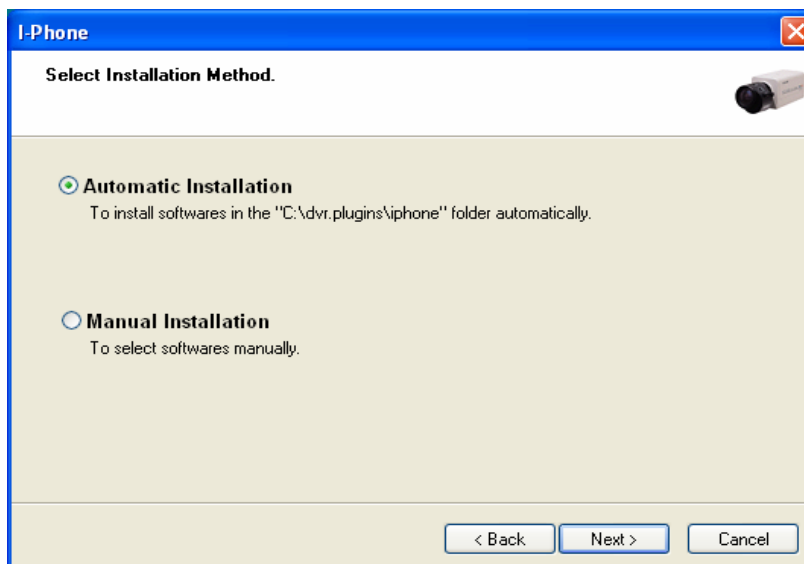 I-Phone
Select Installation Method.
Automatic Installation
To install softwares in the "C:\dvr.plugins\iphone" folder automatically.
Manual Installation
To select softwares manually.
< Back
Next >
Cancel